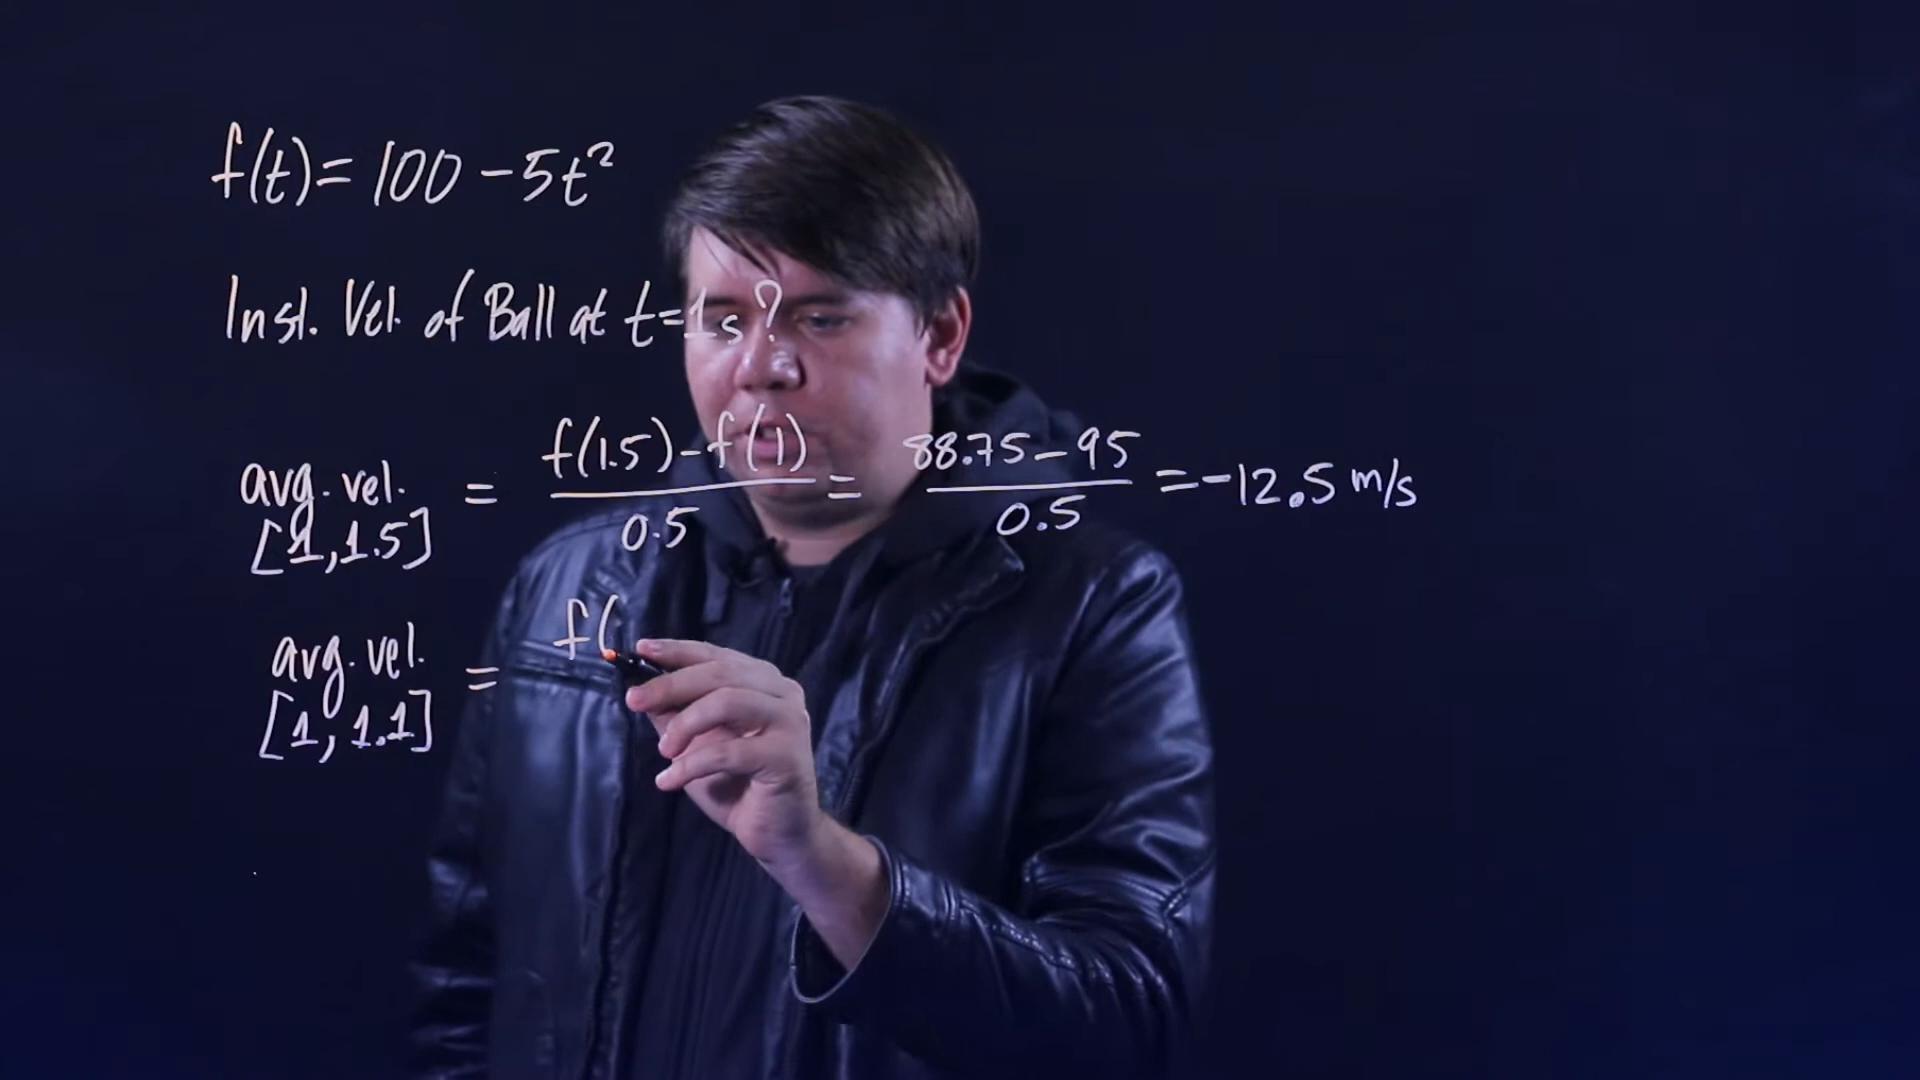 f(t) = 100 - 5t²
Inst. Vel. of Ball at t=1s?
avg. vel. [1, 1.5] = f(1.5) - f(1) / 0.5 = 88.75 - 95 / 0.5 = -12.5 m/s
avg. vel. [1, 1.1] = f(